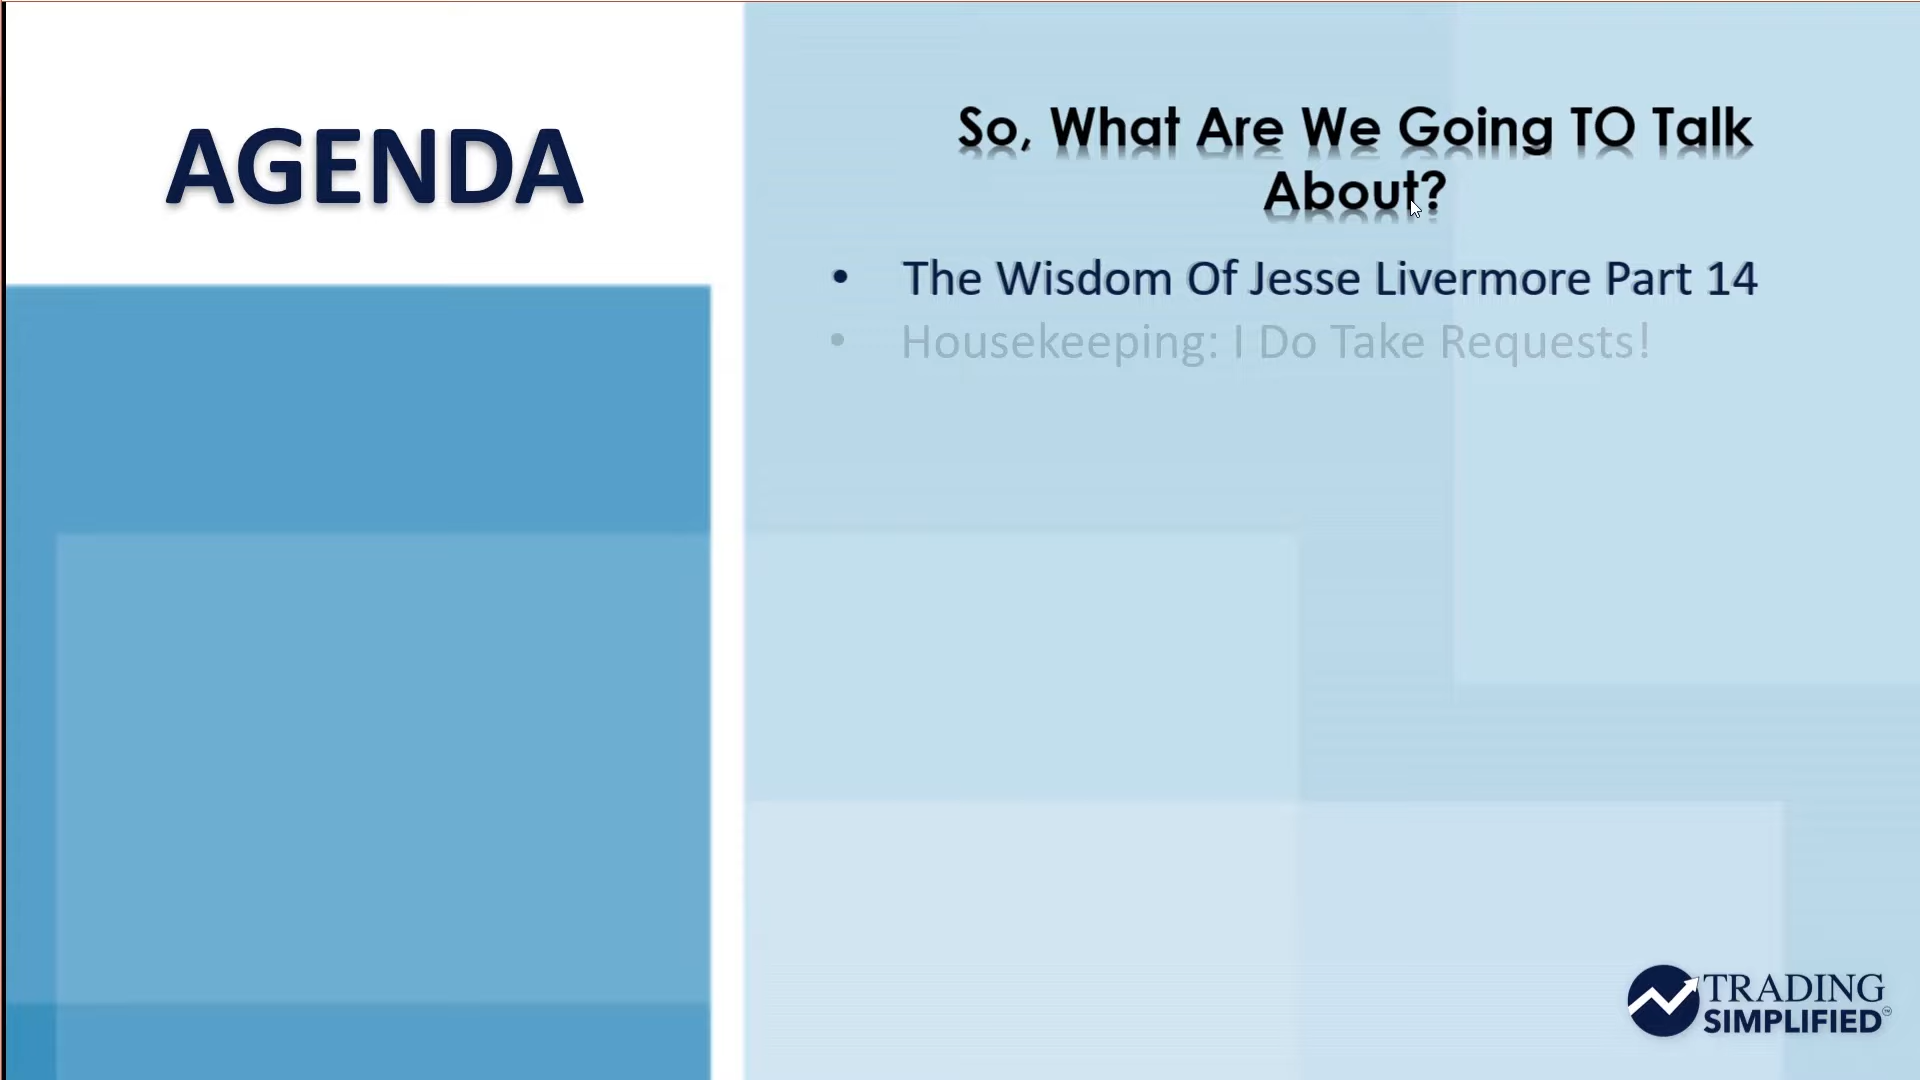 AGENDA
So, What Are We Going TO Talk
About?
• The Wisdom Of Jesse Livermore Part 14
• Housekeeping: I Do Take Requests!
TRADING
SIMPLIFIED™